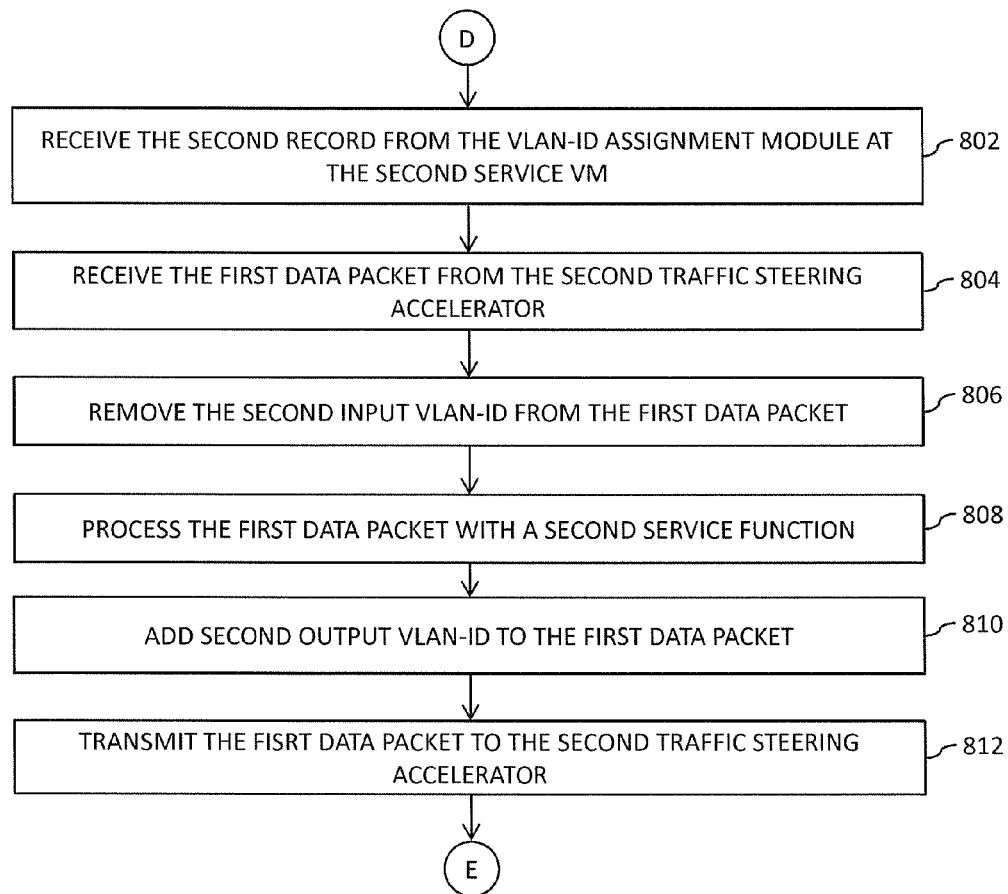 D
RECEIVE THE SECOND RECORD FROM THE VLAN-ID ASSIGNMENT MODULE AT
THE SECOND SERVICE VM
802
RECEIVE THE FIRST DATA PACKET FROM THE SECOND TRAFFIC STEERING
ACCELERATOR
804
REMOVE THE SECOND INPUT VLAN-ID FROM THE FIRST DATA PACKET
806
PROCESS THE FIRST DATA PACKET WITH A SECOND SERVICE FUNCTION
808
ADD SECOND OUTPUT VLAN-ID TO THE FIRST DATA PACKET
810
TRANSMIT THE FISRT DATA PACKET TO THE SECOND TRAFFIC STEERING
ACCELERATOR
812
E